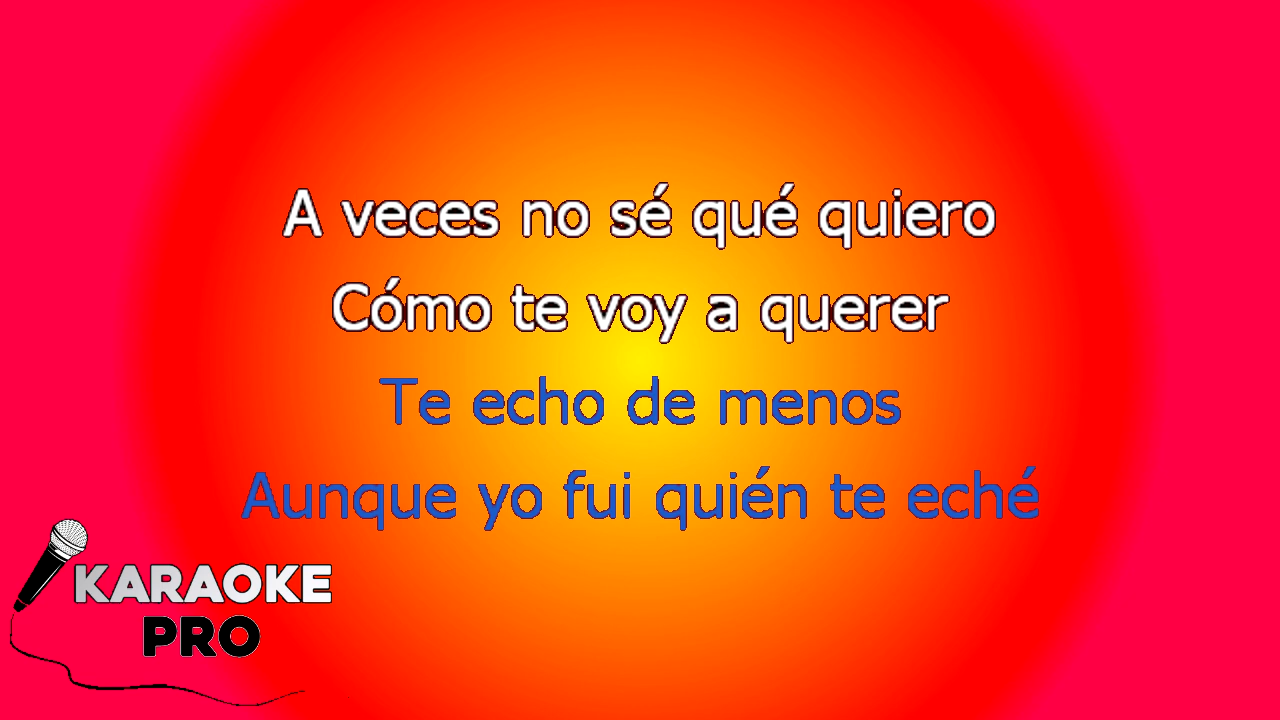 A veces no sé qué quiero
Cómo te voy a querer
Te echo de menos
Aunque yo fui quién te eché
KARAOKE
PRO